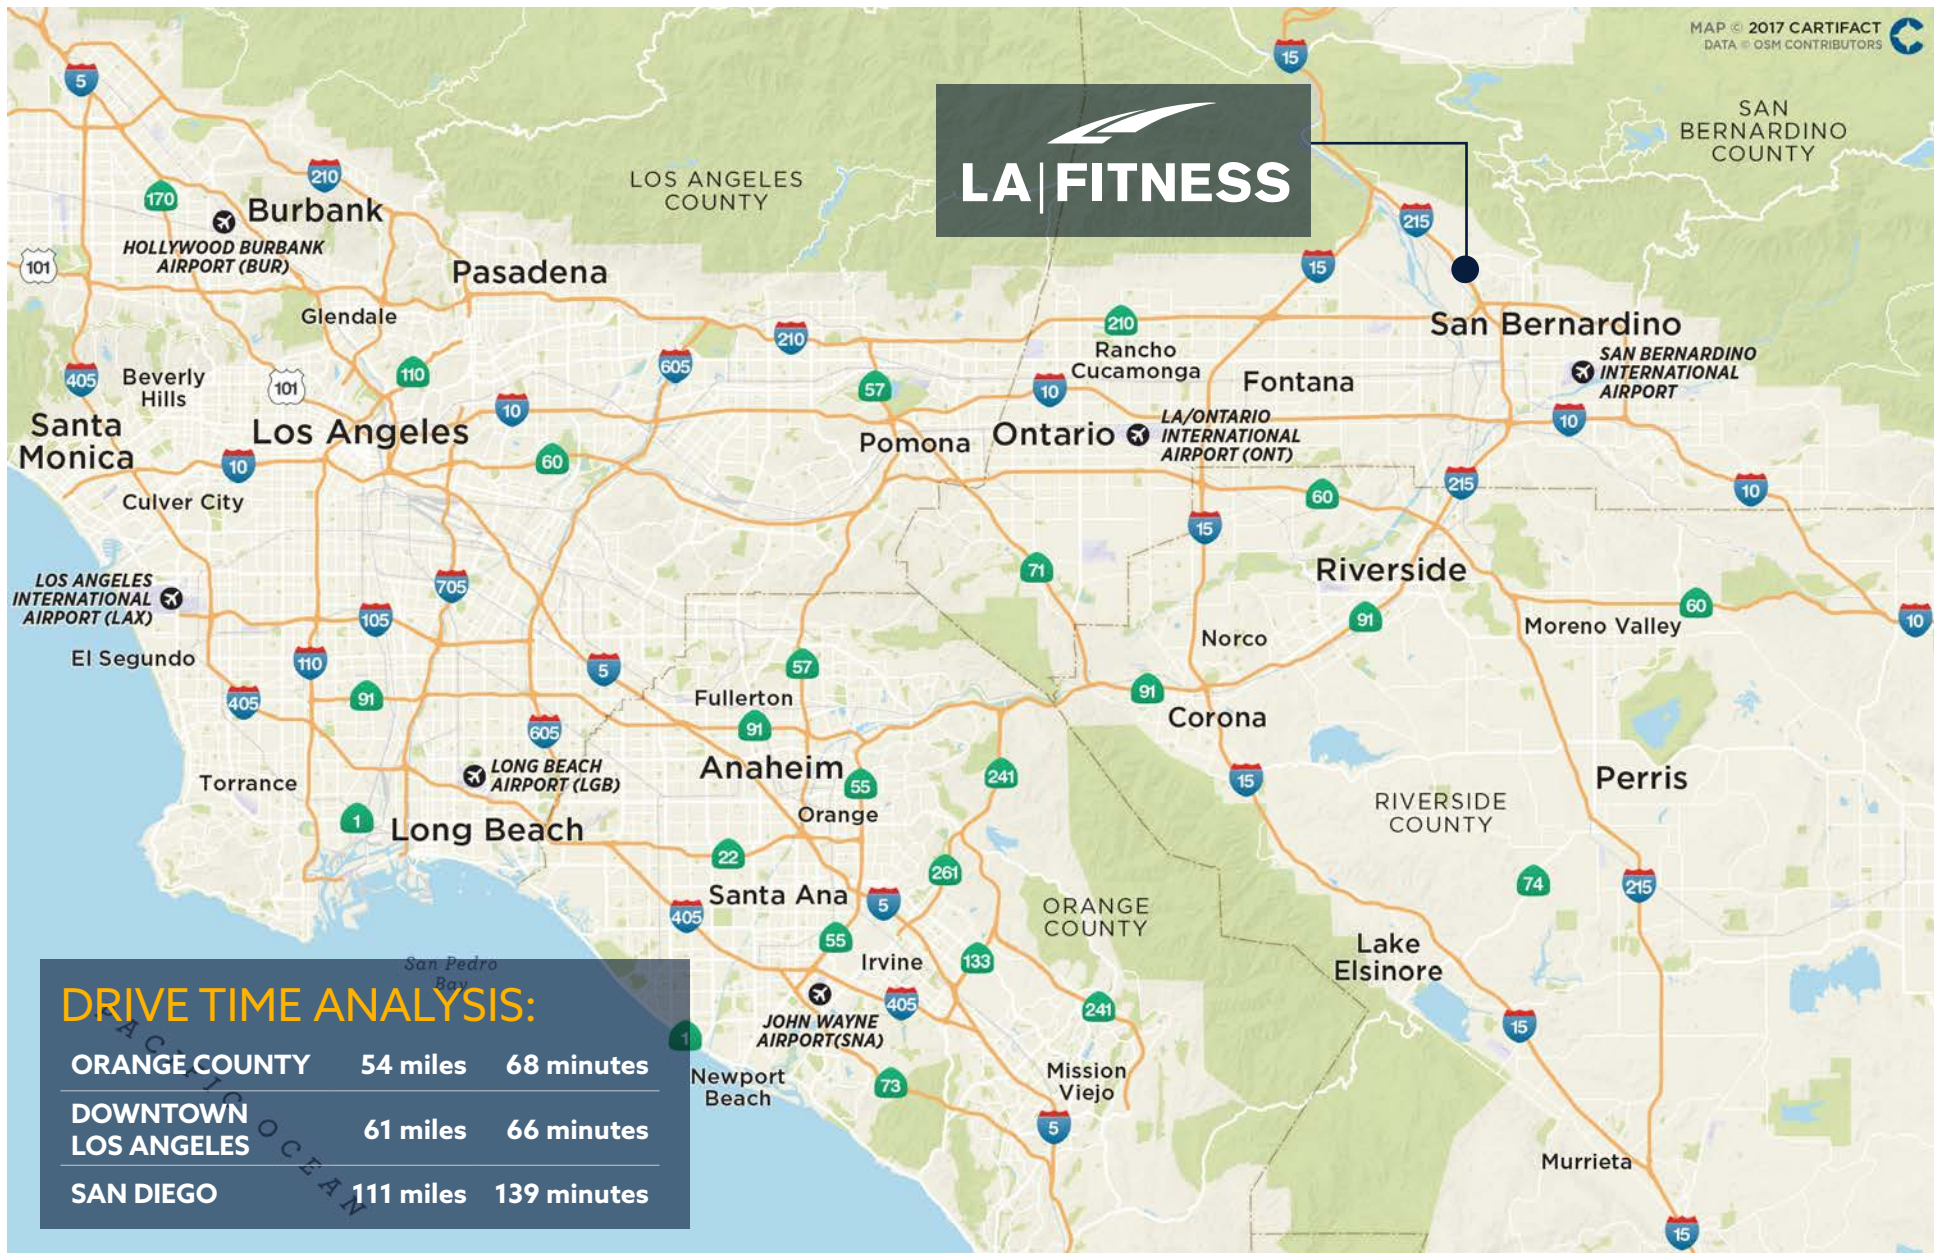 MAP © 2017 CARTIFACT
DATA © OSM CONTRIBUTORS
5
15
SAN
BERNARDINO
COUNTY
LA|FITNESS
210
LOS ANGELES
COUNTY
170
Burbank
215
HOLLYWOOD BURBANK
AIRPORT (BUR)
101
Pasadena
15
Glendale
210
San Bernardino
210
605
Rancho
Cucamonga
SAN BERNARDINO
INTERNATIONAL
AIRPORT
405
Beverly
Hills
101
110
57
10
Fontana
10
10
Santa
Monica
Los Angeles
Pomona
Ontario
LA/ONTARIO
INTERNATIONAL
AIRPORT (ONT)
10
60
215
10
Culver City
60
15
LOS ANGELES
INTERNATIONAL
AIRPORT (LAX)
705
71
Riverside
105
91
60
10
Moreno Valley
Norco
El Segundo
110
5
57
405
91
Fullerton
91
605
91
Corona
LONG BEACH
AIRPORT (LGB)
Anaheim
55
241
15
Perris
Torrance
Orange
RIVERSIDE
COUNTY
1
Long Beach
22
261
74
215
Santa Ana
5
405
ORANGE
COUNTY
55
Irvine
133
Lake
Elsinore
San Pedro
Bay
405
241
15
JOHN WAYNE
AIRPORT(SNA)
1
Newport
Beach
73
Mission
Viejo
5
Murrieta
15
PACIFIC OCEAN
DRIVE TIME ANALYSIS:
ORANGE COUNTY 54 miles 68 minutes
DOWNTOWN
LOS ANGELES 61 miles 66 minutes
SAN DIEGO 111 miles 139 minutes